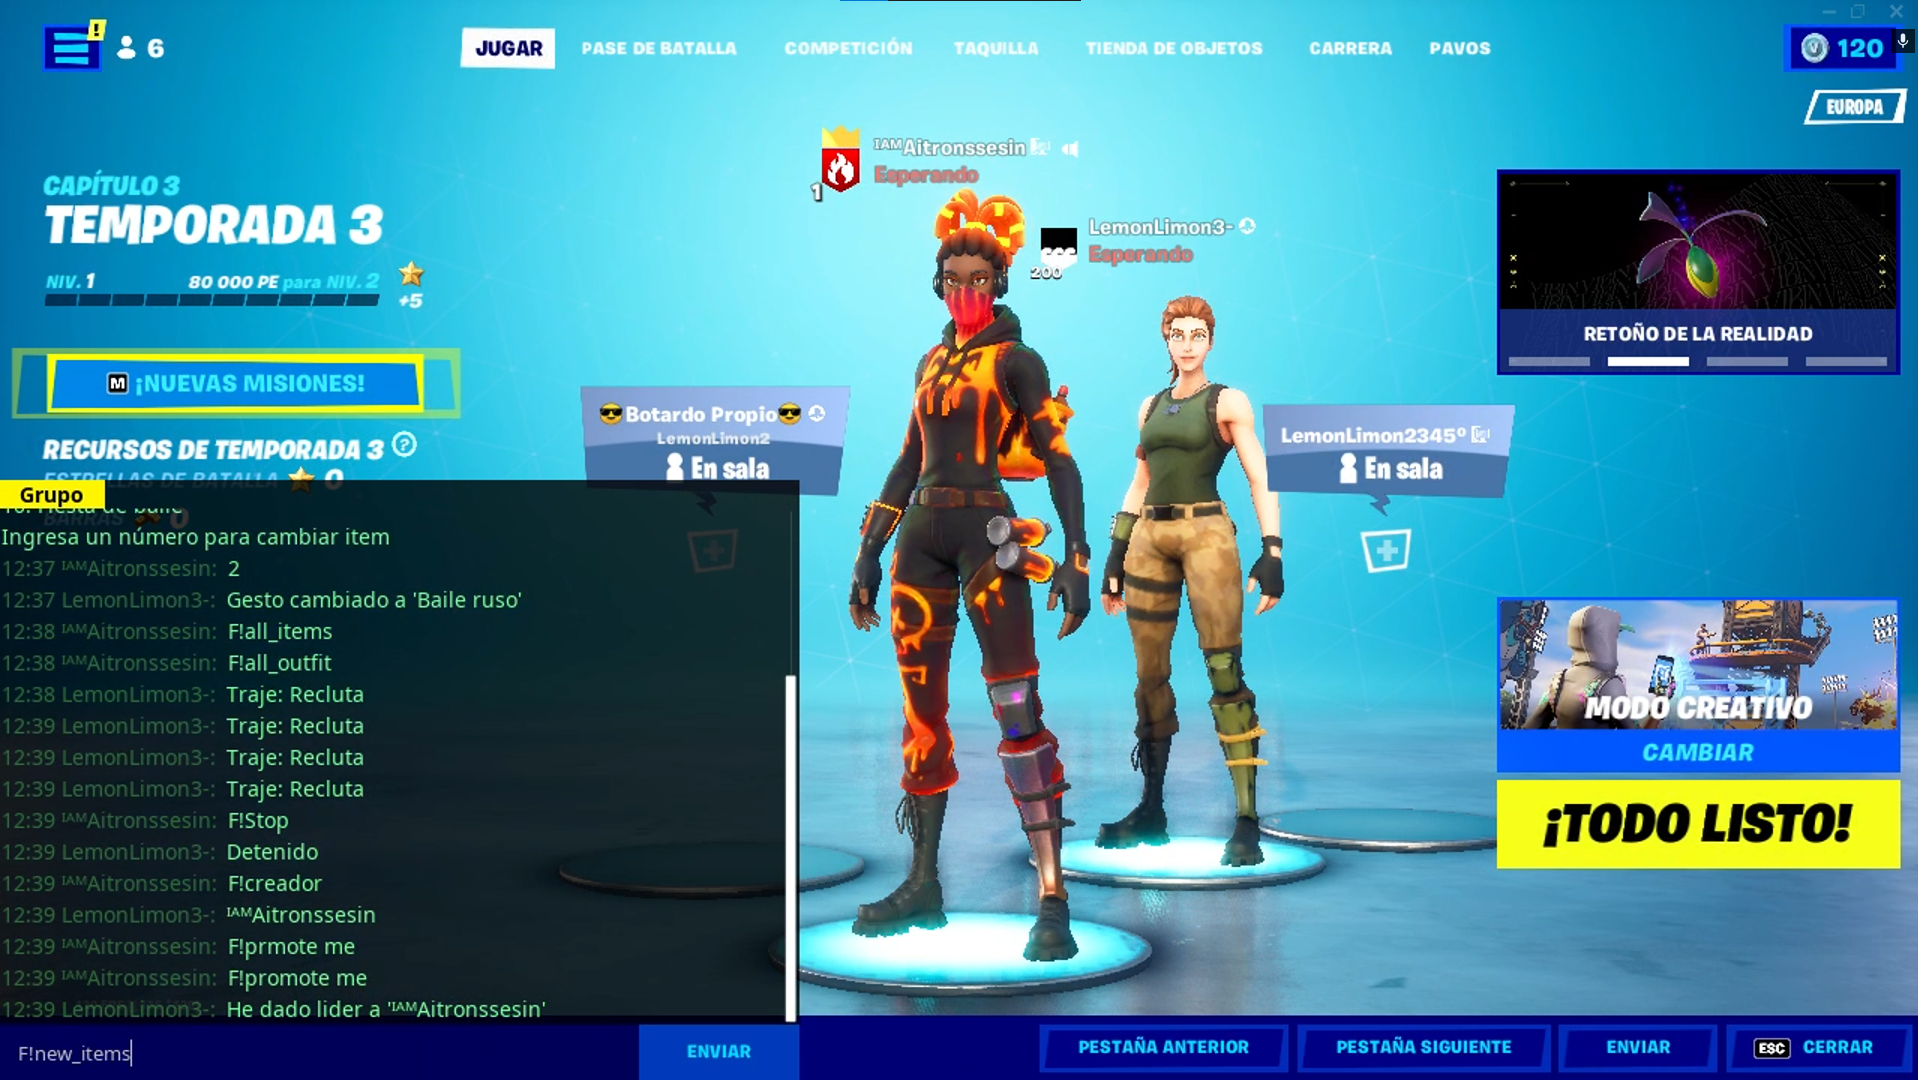 !
6
JUGAR
PASE DE BATALLA
COMPETICIÓN
TAQUILLA
TIENDA DE OBJETOS
CARRERA
PAVOS
120
EUROPA
CAPÍTULO 3
TEMPORADA 3
NIV. 1
80 000 PE para NIV. 2
+5
M ¡NUEVAS MISIONES!
RECURSOS DE TEMPORADA 3 ?
ESTRELLAS DE BATALLA 0
BARRAS 0
ᴵᴬᴹAitronssesin
Esperando
1
LemonLimon3-
Esperando
200
😎Botardo Propio😎
LemonLimon2
En sala
LemonLimon2345º
En sala
RETOÑO DE LA REALIDAD
MODO CREATIVO
CAMBIAR
¡TODO LISTO!
Grupo
10: Fiesta de baile
Ingresa un número para cambiar item
12:37 ᴵᴬᴹAitronssesin: 2
12:37 LemonLimon3-: Gesto cambiado a 'Baile ruso'
12:38 ᴵᴬᴹAitronssesin: F!all_items
12:38 ᴵᴬᴹAitronssesin: F!all_outfit
12:38 LemonLimon3-: Traje: Recluta
12:39 LemonLimon3-: Traje: Recluta
12:39 LemonLimon3-: Traje: Recluta
12:39 LemonLimon3-: Traje: Recluta
12:39 ᴵᴬᴹAitronssesin: F!Stop
12:39 LemonLimon3-: Detenido
12:39 ᴵᴬᴹAitronssesin: F!creador
12:39 LemonLimon3-: ᴵᴬᴹAitronssesin
12:39 ᴵᴬᴹAitronssesin: F!prmote me
12:39 ᴵᴬᴹAitronssesin: F!promote me
12:39 LemonLimon3-: He dado lider a 'ᴵᴬᴹAitronssesin'
F!new_items
ENVIAR
PESTAÑA ANTERIOR
PESTAÑA SIGUIENTE
ENVIAR
ESC CERRAR